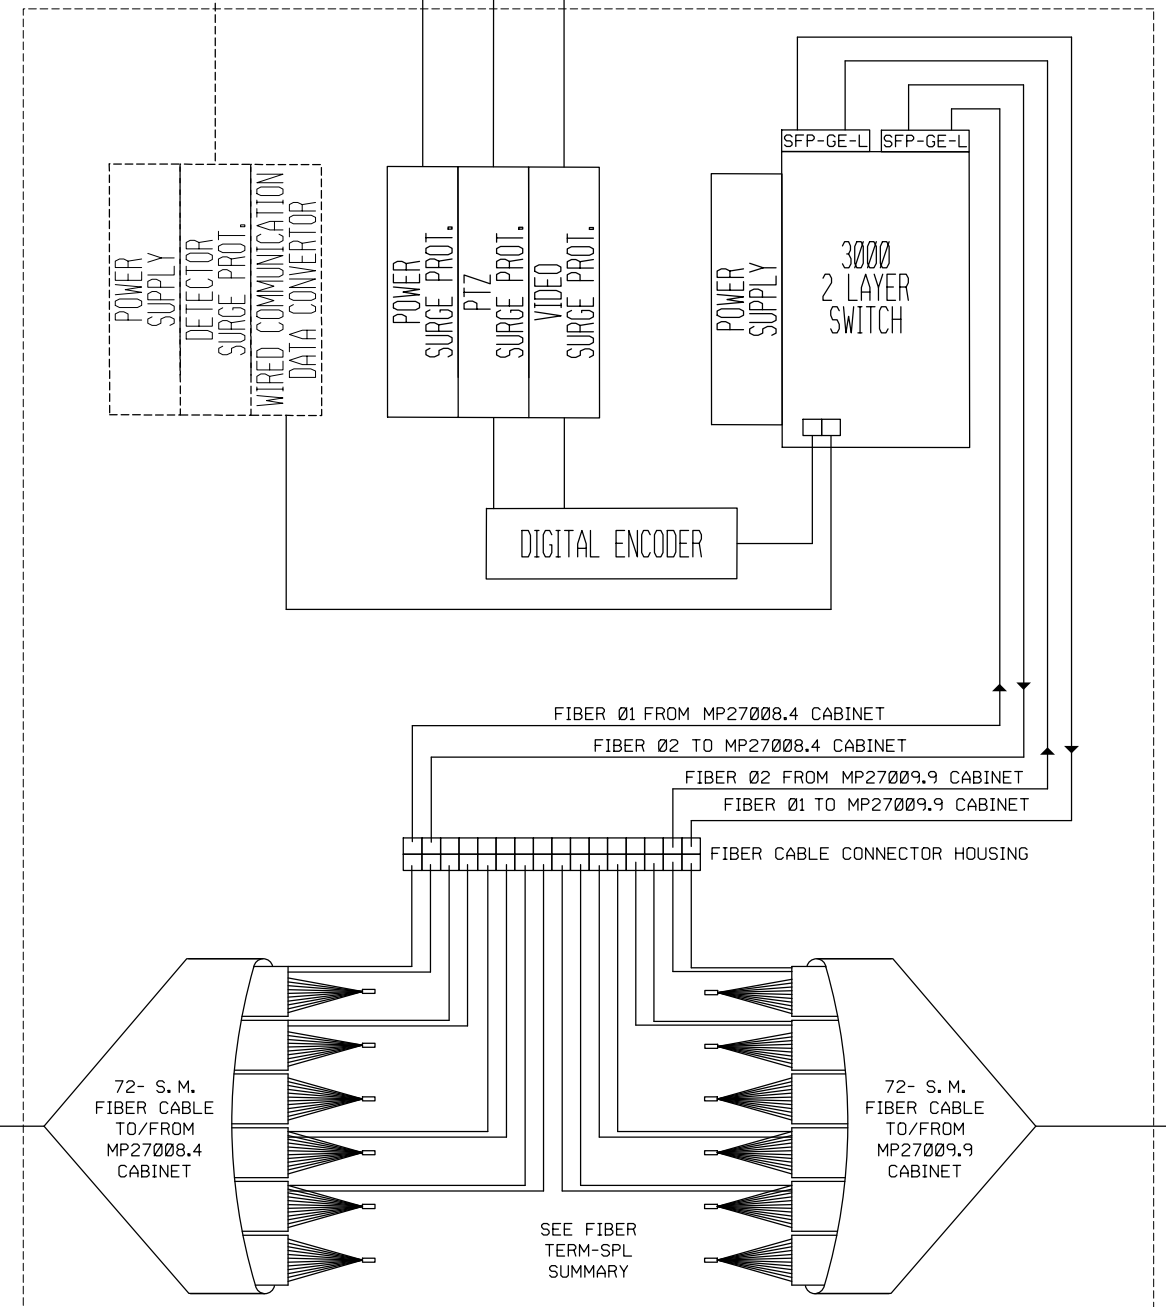 SFP-GE-L
SFP-GE-L
POWER
SUPPLY
DETECTOR
SURGE PROT.
WIRED COMMUNICATION
DATA CONVERTOR
POWER
SURGE PROT.
PTZ
SURGE PROT.
VIDEO
SURGE PROT.
POWER
SUPPLY
3000
2 LAYER
SWITCH
DIGITAL ENCODER
FIBER 01 FROM MP27008.4 CABINET
FIBER 02 TO MP27008.4 CABINET
FIBER 02 FROM MP27009.9 CABINET
FIBER 01 TO MP27009.9 CABINET
FIBER CABLE CONNECTOR HOUSING
72- S.M.
FIBER CABLE
TO/FROM
MP27008.4
CABINET
72- S.M.
FIBER CABLE
TO/FROM
MP27009.9
CABINET
SEE FIBER
TERM-SPL
SUMMARY